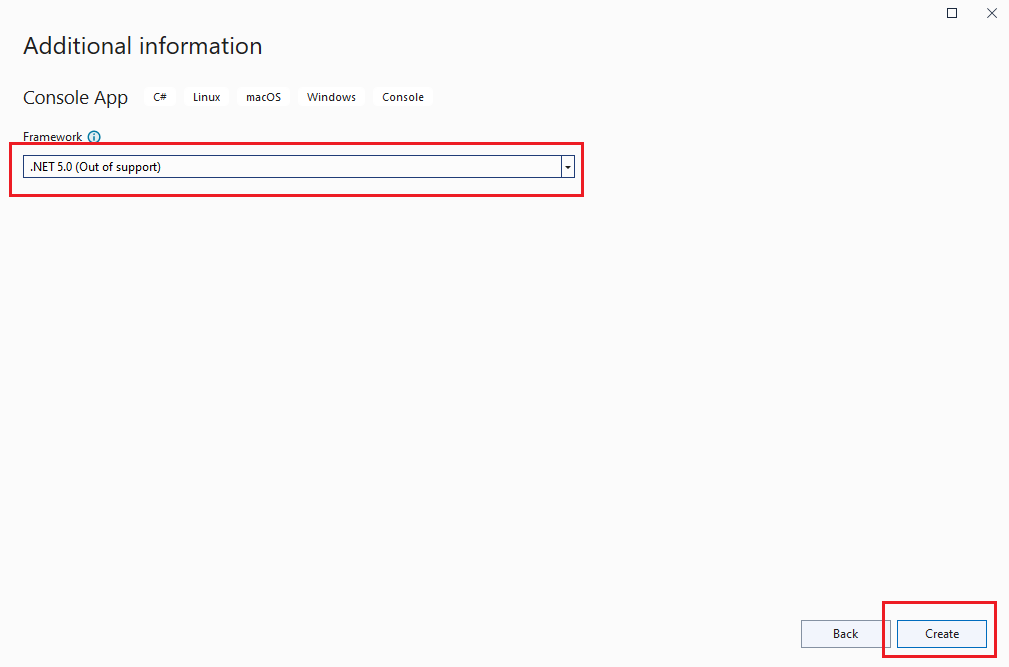 Additional information
Console App C# Linux macOS Windows Console
Framework
.NET 5.0 (Out of support)
Back Create